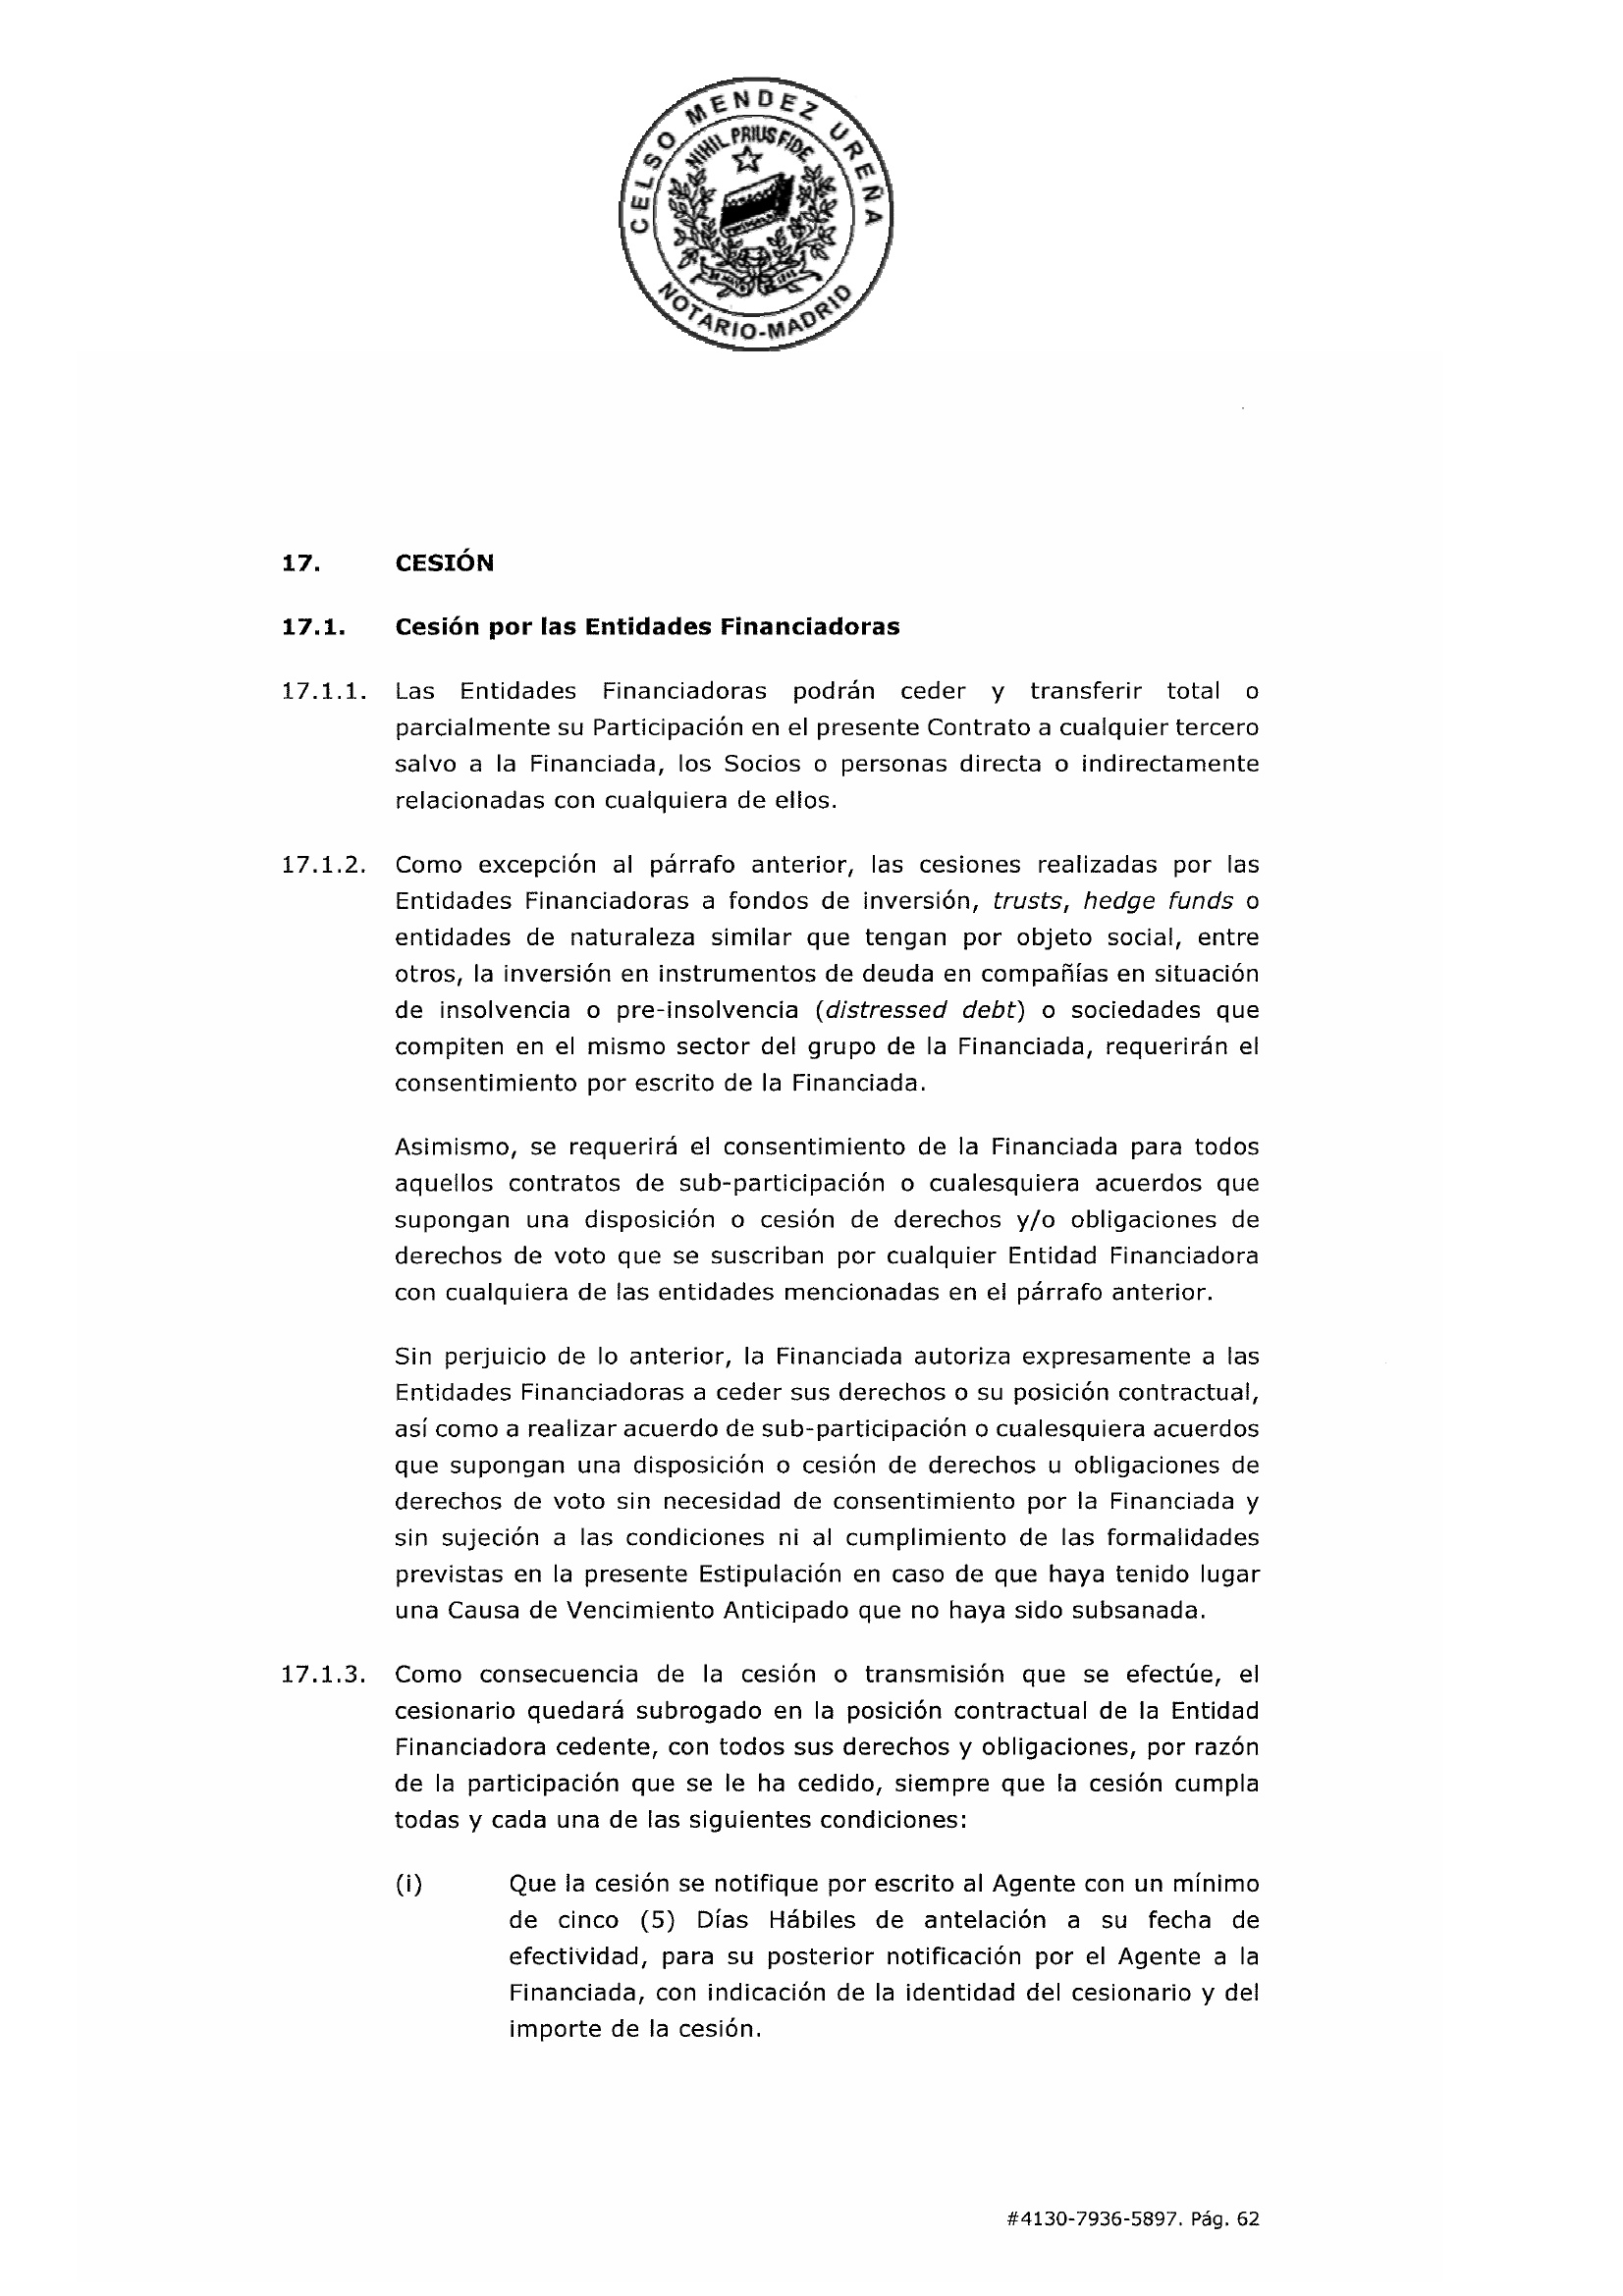 CELSO MENDEZ UREÑA
NIHIL PRIUS FIDE
NOTARIO-MADRID
17. CESIÓN
17.1. Cesión por las Entidades Financiadoras
17.1.1. Las Entidades Financiadoras podrán ceder y transferir total o
parcialmente su Participación en el presente Contrato a cualquier tercero
salvo a la Financiada, los Socios o personas directa o indirectamente
relacionadas con cualquiera de ellos.
17.1.2. Como excepción al párrafo anterior, las cesiones realizadas por las
Entidades Financiadoras a fondos de inversión, trusts, hedge funds o
entidades de naturaleza similar que tengan por objeto social, entre
otros, la inversión en instrumentos de deuda en compañías en situación
de insolvencia o pre-insolvencia (distressed debt) o sociedades que
compiten en el mismo sector del grupo de la Financiada, requerirán el
consentimiento por escrito de la Financiada.
Asimismo, se requerirá el consentimiento de la Financiada para todos
aquellos contratos de sub-participación o cualesquiera acuerdos que
supongan una disposición o cesión de derechos y/o obligaciones de
derechos de voto que se suscriban por cualquier Entidad Financiadora
con cualquiera de las entidades mencionadas en el párrafo anterior.
Sin perjuicio de lo anterior, la Financiada autoriza expresamente a las
Entidades Financiadoras a ceder sus derechos o su posición contractual,
así como a realizar acuerdo de sub-participación o cualesquiera acuerdos
que supongan una disposición o cesión de derechos u obligaciones de
derechos de voto sin necesidad de consentimiento por la Financiada y
sin sujeción a las condiciones ni al cumplimiento de las formalidades
previstas en la presente Estipulación en caso de que haya tenido lugar
una Causa de Vencimiento Anticipado que no haya sido subsanada.
17.1.3. Como consecuencia de la cesión o transmisión que se efectúe, el
cesionario quedará subrogado en la posición contractual de la Entidad
Financiadora cedente, con todos sus derechos y obligaciones, por razón
de la participación que se le ha cedido, siempre que la cesión cumpla
todas y cada una de las siguientes condiciones:
(i) Que la cesión se notifique por escrito al Agente con un mínimo
de cinco (5) Días Hábiles de antelación a su fecha de
efectividad, para su posterior notificación por el Agente a la
Financiada, con indicación de la identidad del cesionario y del
importe de la cesión.
#4130-7936-5897. Pág. 62